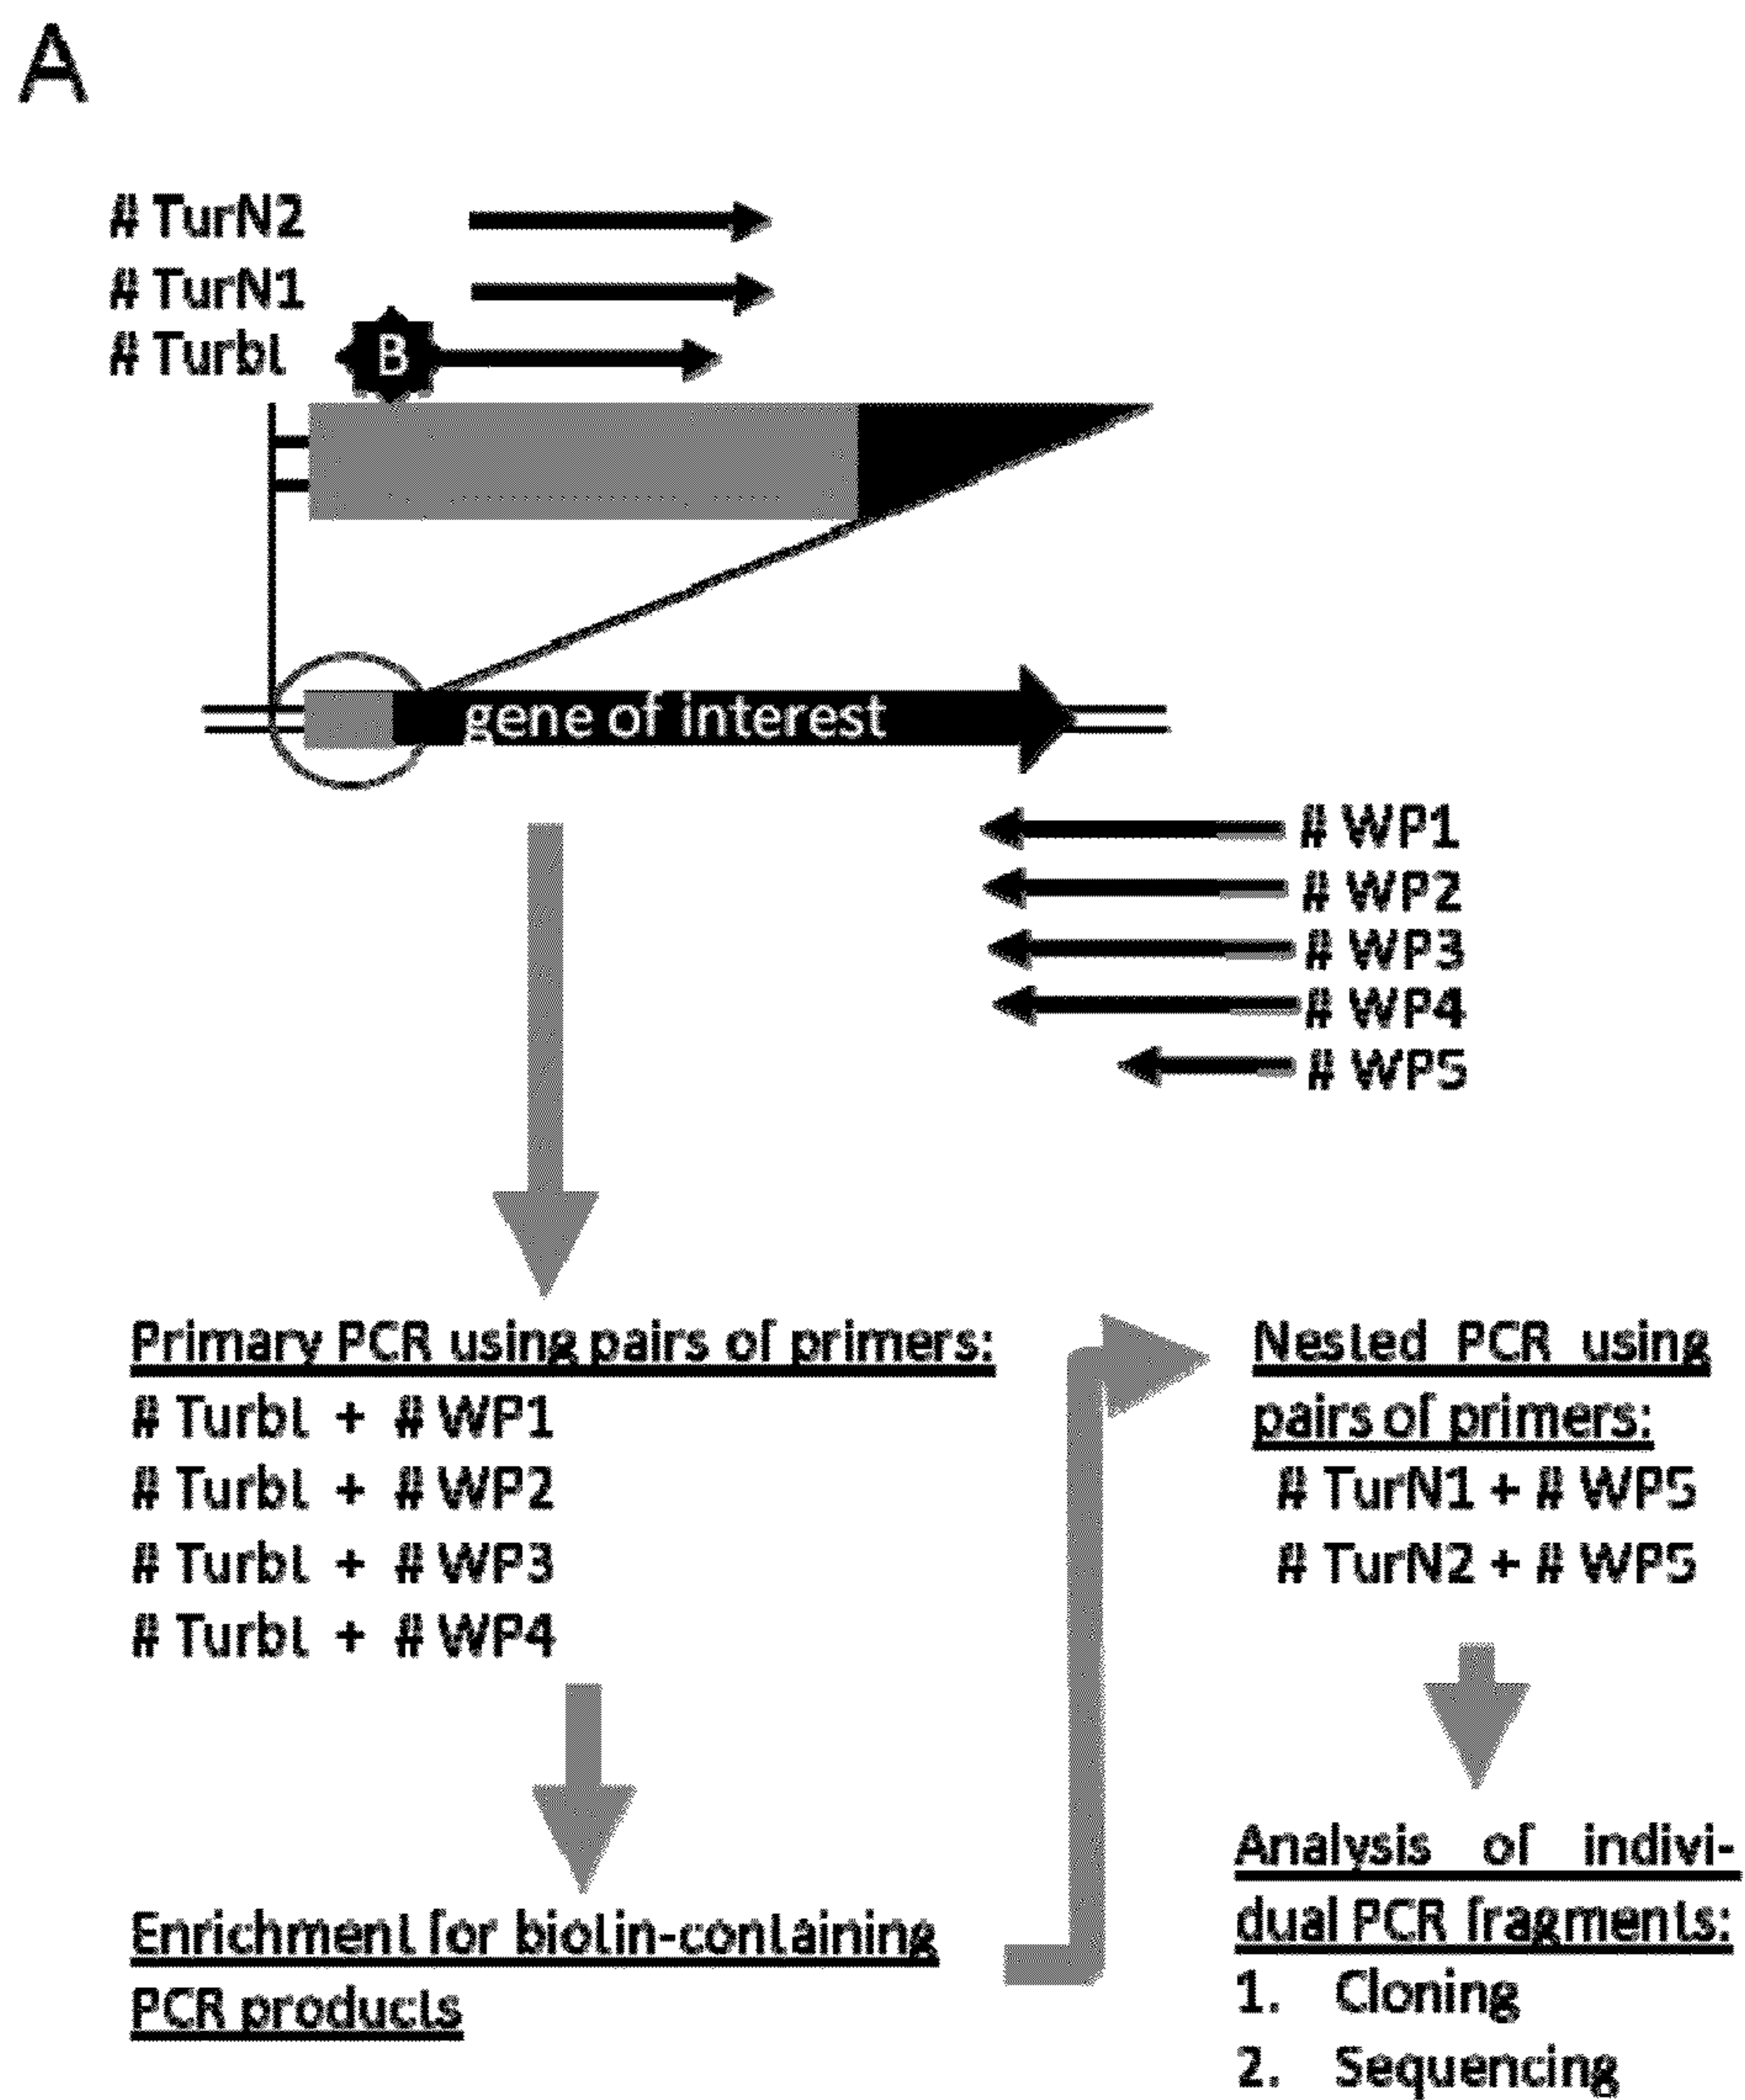 A
# TurN2
# TurN1
# Turbt
B
gene of interest
# WP1
# WP2
# WP3
# WP4
# WP5
Primary PCR using pairs of primers:
# Turbt + # WP1
# Turbt + # WP2
# Turbt + # WP3
# Turbt + # WP4
Enrichment for biotin-containing
PCR products
Nested PCR using
pairs of primers:
# TurN1 + # WP5
# TurN2 + # WP5
Analysis of indivi-
dual PCR fragments:
1. Cloning
2. Sequencing